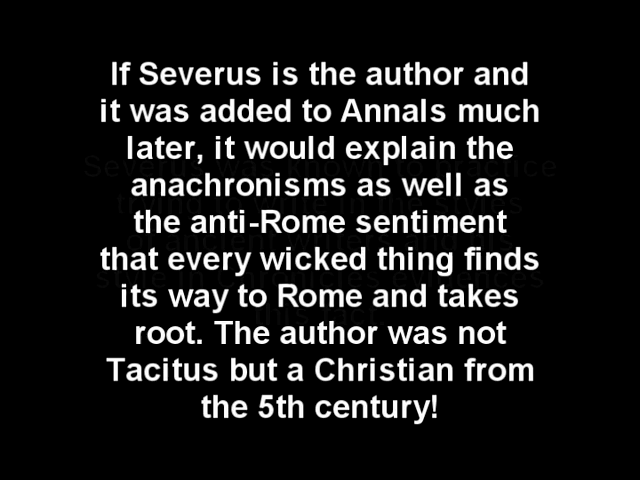 If Severus is the author and
it was added to Annals much
later, it would explain the
anachronisms as well as
the anti-Rome sentiment
that every wicked thing finds
its way to Rome and takes
root. The author was not
Tacitus but a Christian from
the 5th century!